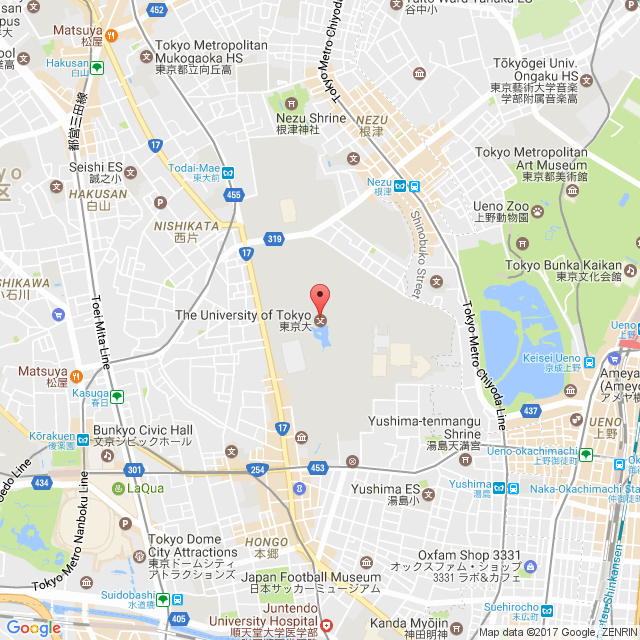 452
Matsuya
松屋
Tokyo Metropolitan
Mukogaoka HS
東京都立向丘高
谷中小
Tokyo Metro Chiyoda
Hakusan
白山
都営三田線
Tōkyōgei Univ.
Ongaku HS
東京藝術大学音楽
学部附属音楽高
Nezu Shrine
根津神社
NEZU
根津
17
Seishi ES
誠之小
Todai-Mae
東大前
455
HAKUSAN
白山
Nezu
根津
Tokyo Metropolitan
Art Museum
東京都美術館
Ueno Zoo
上野動物園
NISHIKATA
西片
319
17
Shinobuko Street
Tokyo Bunka Kaikan
東京文化会館
ISHIKAWA
小石川
The University of Tokyo
東京大
Toei Mita Line
Tokyo Metro Chiyoda Line
Ueno
上野
Keisei Ueno
京成上野
Matsuya
松屋
Kasuga
春日
Ameya
(Ameyo
アメヤ横
437
UENO
上野
Kōrakuen
後楽園
Bunkyo Civic Hall
文京シビックホール
17
Yushima-tenmangu
Shrine
湯島天満宮
Ueno-okachimachi
上野御徒町
301
254
453
434
LaQua
Yushima ES
湯島小
Yushima
湯島
Naka-Okachimachi Sta
仲御徒町
oedo Line
Tokyo Metro Nanboku Line
Tokyo Dome
City Attractions
東京ドームシティ
アトラクションズ
HONGO
本郷
Oxfam Shop 3331
オックスファム・ショップ
3331 ラボ&カフェ
Japan Football Museum
日本サッカーミュージアム
Suidobashi
水道橋
405
Juntendo
University Hospital
順天堂大学医学部
Kanda Myōjin
神田明神
Suehirocho
末広町
Shinkansen
Google
Map data ©2017 Google, ZENRIN